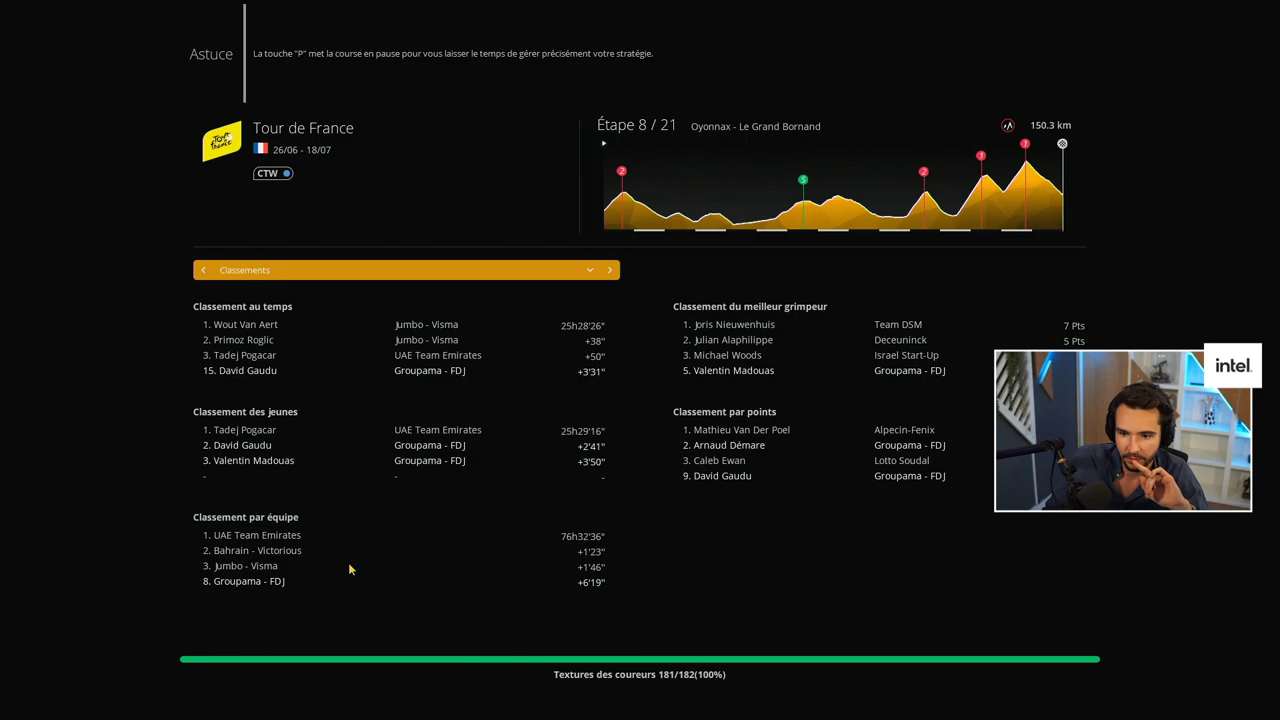 Astuce
La touche "P" met la course en pause pour vous laisser le temps de gérer précisément votre stratégie.
Tour de France
26/06 - 18/07
CTW
Étape 8 / 21 Oyonnax - Le Grand Bornand 150.3 km
2 S 2 1 1
Classements
Classement au temps
1. Wout Van Aert Jumbo - Visma 25h28'26"
2. Primoz Roglic Jumbo - Visma +38"
3. Tadej Pogacar UAE Team Emirates +50"
15. David Gaudu Groupama - FDJ +3'31"
Classement du meilleur grimpeur
1. Joris Nieuwenhuis Team DSM 7 Pts
2. Julian Alaphilippe Deceuninck 5 Pts
3. Michael Woods Israel Start-Up
5. Valentin Madouas Groupama - FDJ
Classement des jeunes
1. Tadej Pogacar UAE Team Emirates 25h29'16"
2. David Gaudu Groupama - FDJ +2'41"
3. Valentin Madouas Groupama - FDJ +3'50"
- - -
Classement par points
1. Mathieu Van Der Poel Alpecin-Fenix
2. Arnaud Démare Groupama - FDJ
3. Caleb Ewan Lotto Soudal
9. David Gaudu Groupama - FDJ
Classement par équipe
1. UAE Team Emirates 76h32'36"
2. Bahrain - Victorious +1'23"
3. Jumbo - Visma +1'46"
8. Groupama - FDJ +6'19"
intel.
Textures des coureurs 181/182(100%)